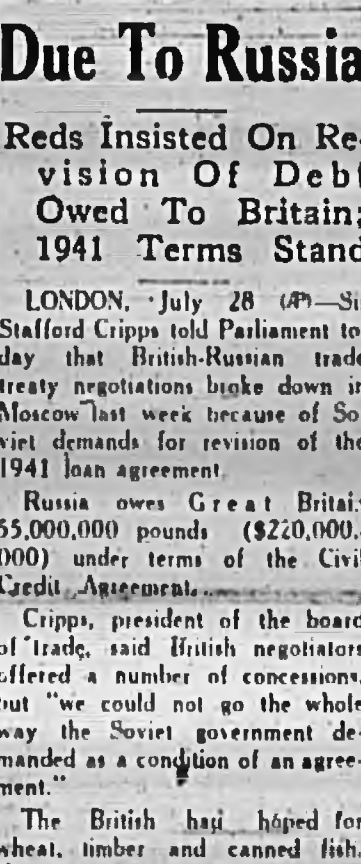 Due To Russia
Reds Insisted On Re-
vision Of Debt
Owed To Britain;
1941 Terms Stand
LONDON, July 28 (AP)—Si
Stafford Cripps told Parliament to-
day that British-Russian trade
treaty negotiations broke down in
Moscow last week because of So-
viet demands for revision of the
1941 loan agreement.
Russia owes Great Britai
55,000,000 pounds ($220,000,
000) under terms of the Civil
Credit Agreement.
Cripps, president of the board
of trade, said British negotiators
offered a number of concessions,
but "we could not go the whole
way the Soviet government de-
manded as a condition of an agree-
ment."
The British had hoped for
wheat, timber and canned fish,